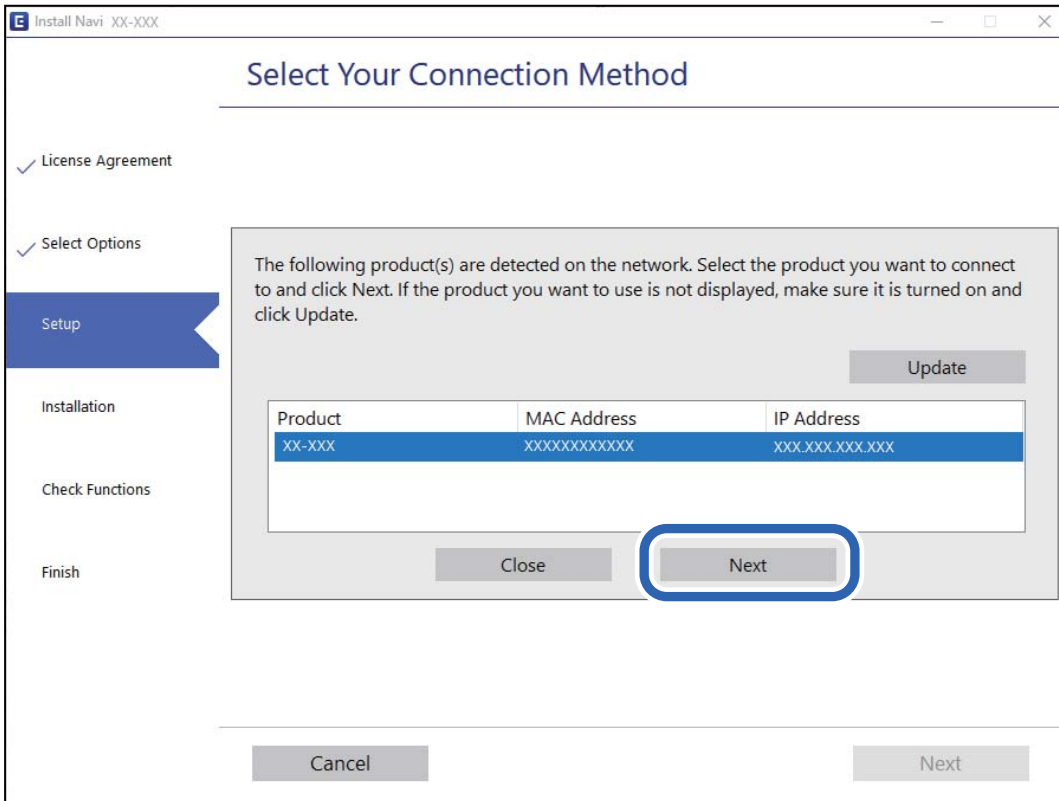 E Install Navi XX-XXX
Select Your Connection Method
License Agreement
Select Options
Setup
Installation
Check Functions
Finish
The following product(s) are detected on the network. Select the product you want to connect
to and click Next. If the product you want to use is not displayed, make sure it is turned on and
click Update.
Update
Product MAC Address IP Address
XX-XXX XXXXXXXXXXXX XXX.XXX.XXX.XXX
Close Next
Cancel Next